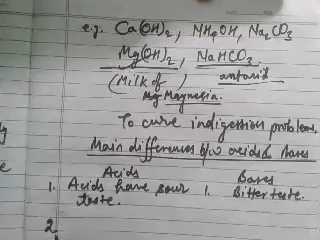 e.g. Ca(OH)2, NH4OH, Na2CO3
Mg(OH)2, NaHCO3.
(Milk of antacid
Magnesia.
To cure indigestion problems.
Main differences b/w acids & Bases
Acids Bases
1. Acids have sour 1. Bitter taste.
taste.
2.